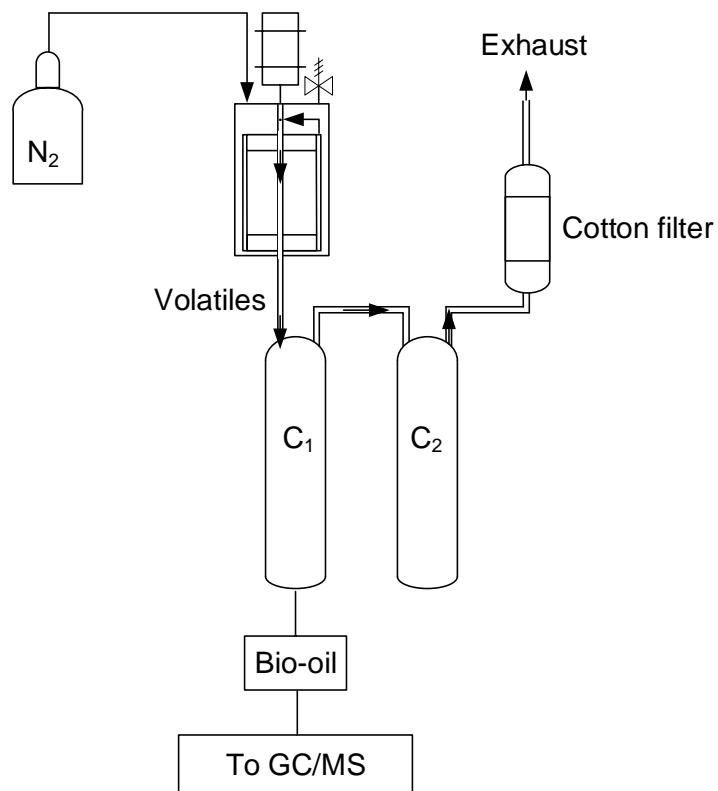 Exhaust
N₂
Cotton filter
Volatiles
C₁
C₂
Bio-oil
To GC/MS